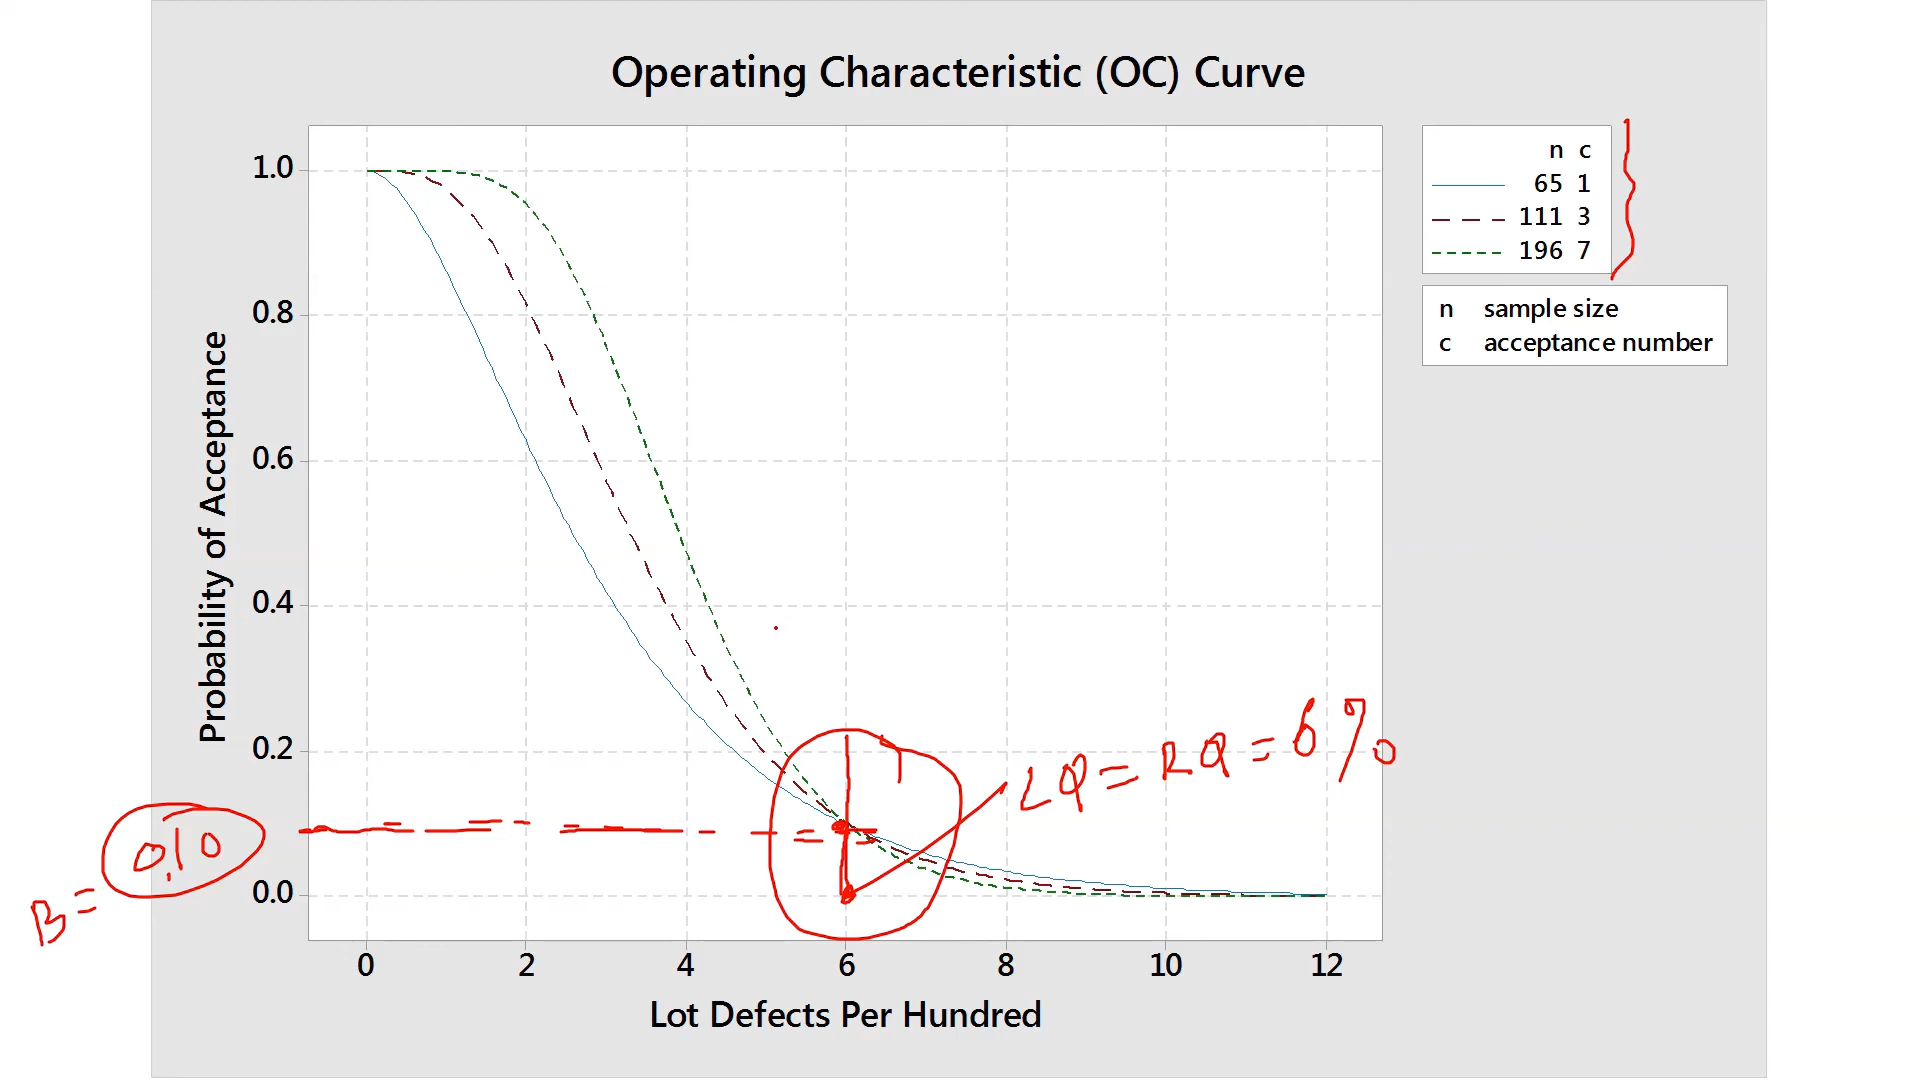 Operating Characteristic (OC) Curve
n c
65 1
111 3
196 7
n sample size
c acceptance number
Probability of Acceptance
1.0
0.8
0.6
0.4
0.2
0.0
LQ = RQ = 6%
B = 0.10
0 2 4 6 8 10 12
Lot Defects Per Hundred